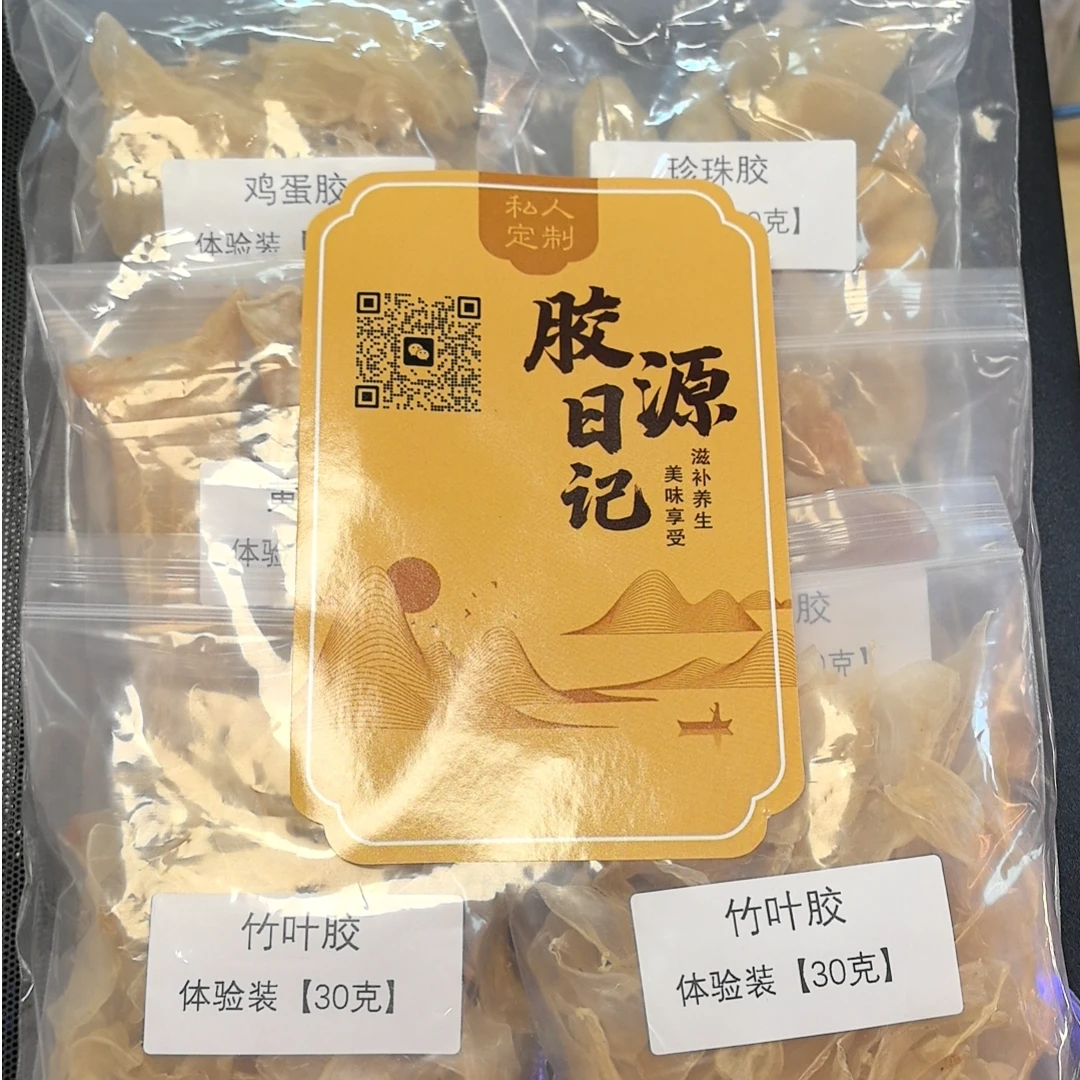 鸡蛋胶
体验装【
珍珠胶
0克】
私人
定制
胶源
日记
滋补养生
美味享受
体验
胶
0克】
竹叶胶
体验装【30克】
竹叶胶
体验装【30克】